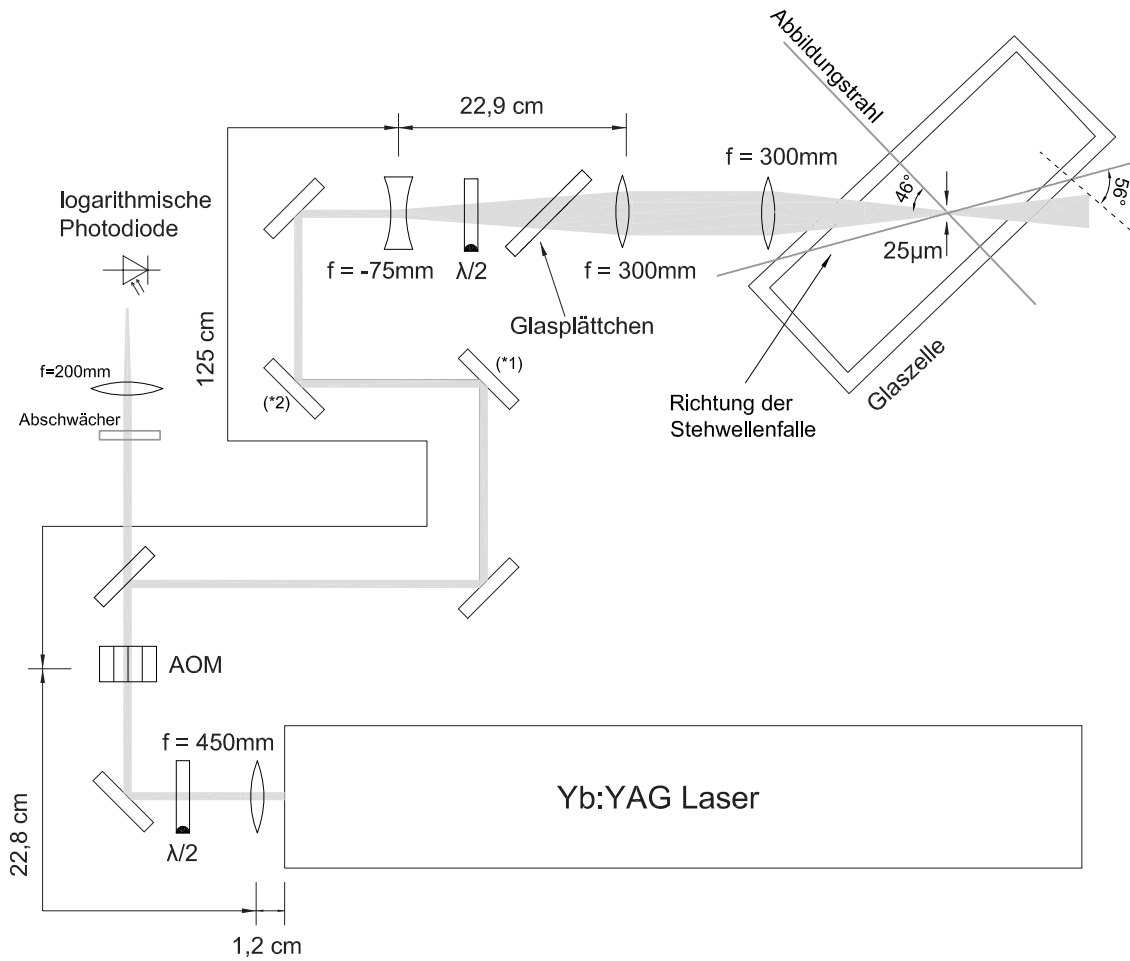 22,9 cm
Abbildungstrahl
f = 300mm
46°
56°
logarithmische
Photodiode
25µm
f = -75mm
λ/2
f = 300mm
Glasplättchen
125 cm
f=200mm
(*1)
(*2)
Glaszelle
Richtung der
Stehwellenfalle
Abschwächer
AOM
f = 450mm
Yb:YAG Laser
λ/2
22,8 cm
1,2 cm